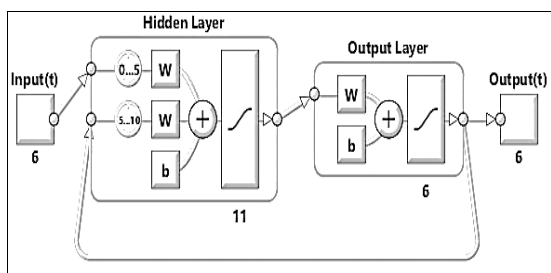 Hidden Layer
Output Layer
Input(t)
Output(t)
0...5
W
5...10
W
b
+
W
b
+
6
11
6
6